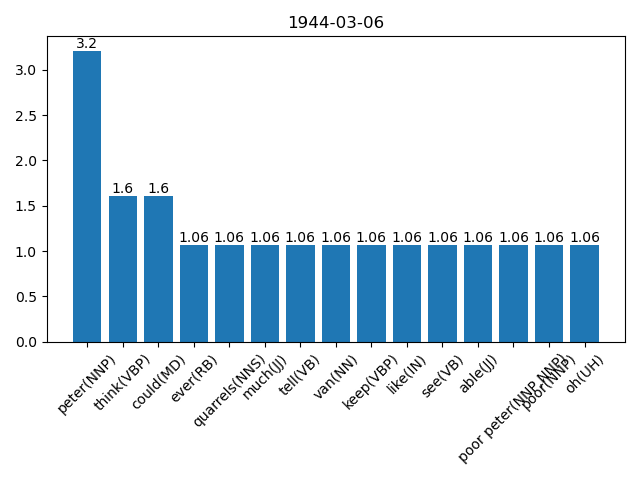 1944-03-06
3.2
1.6
1.6
1.06
1.06
1.06
1.06
1.06
1.06
1.06
1.06
1.06
1.06
1.06
1.06
3.0
2.5
2.0
1.5
1.0
0.5
0.0
peter(NNP)
think(VBP)
could(MD)
ever(RB)
quarrels(NNS)
much(JJ)
tell(VB)
van(NN)
keep(VBP)
like(IN)
see(VB)
able(JJ)
poor peter(NNP NNP)
poor(NNP)
oh(UH)